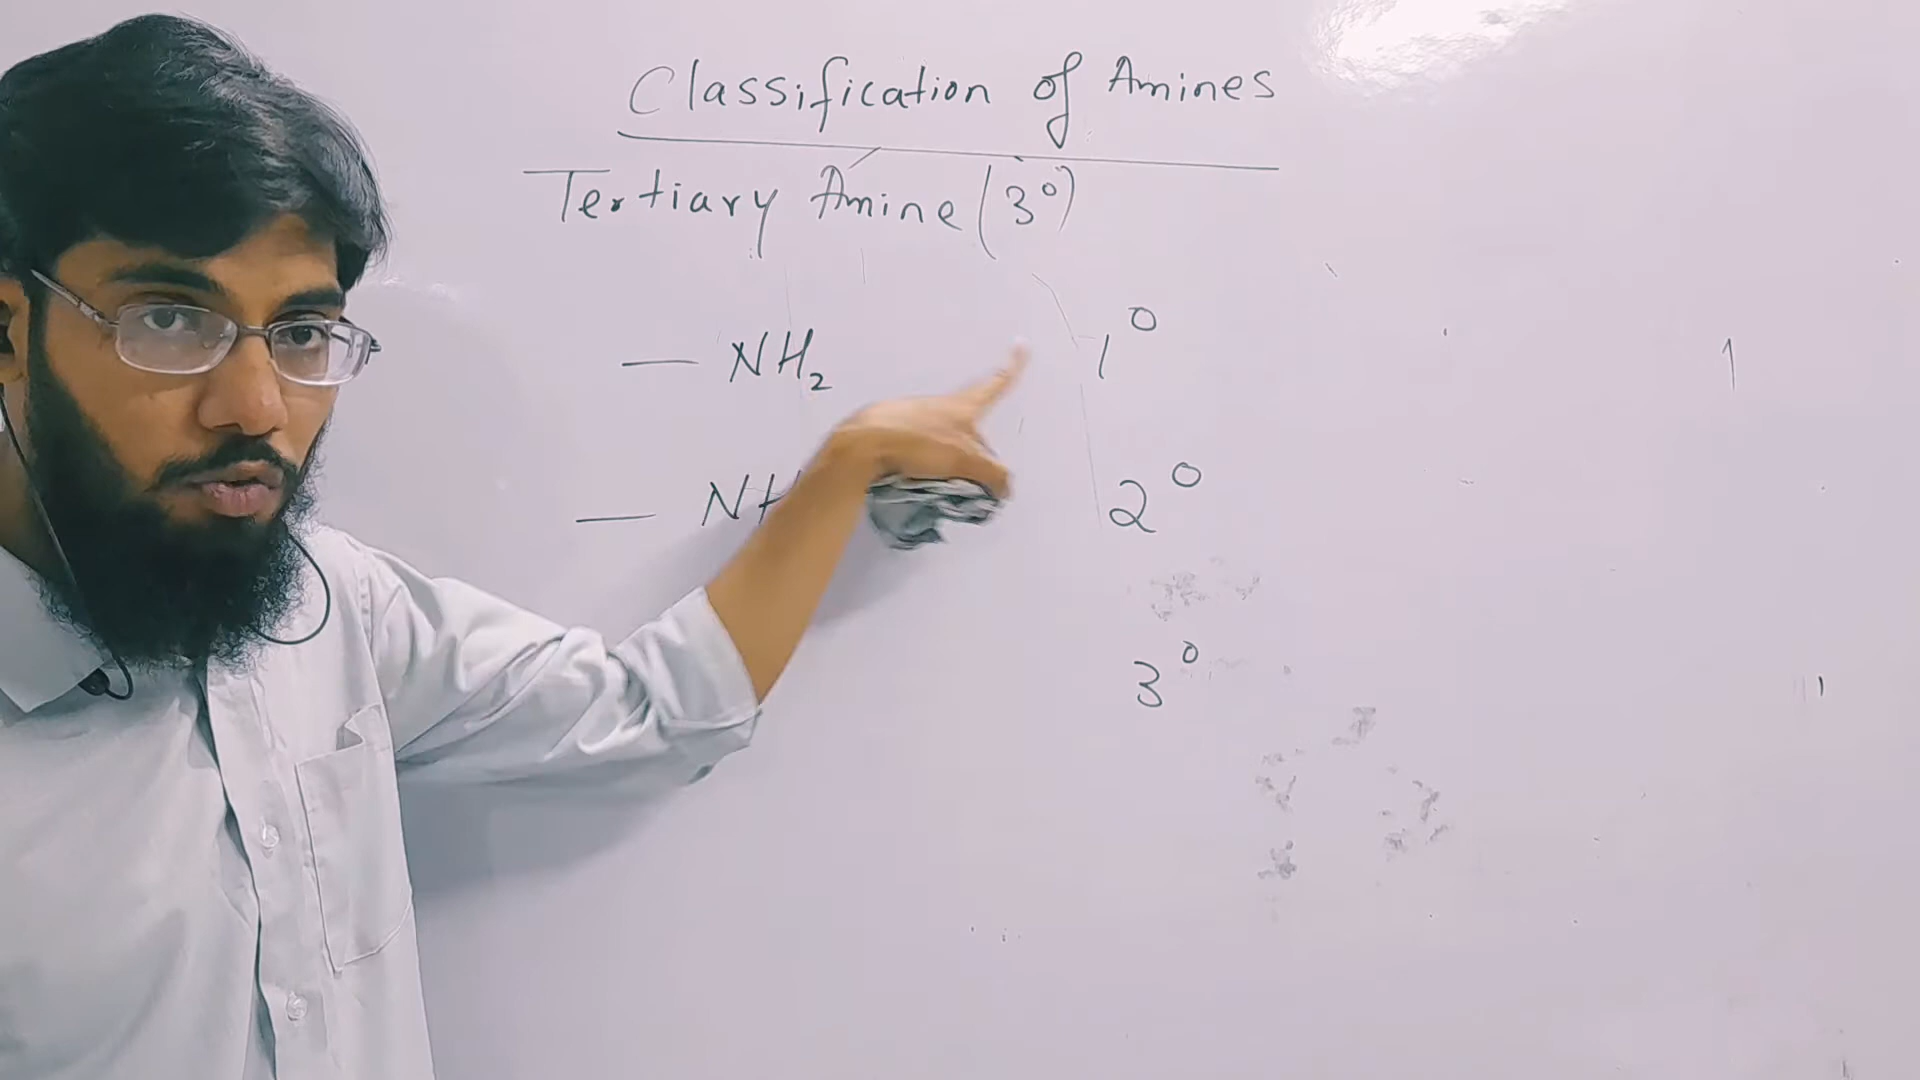 Classification of Amines
Tertiary Amine (3°)
— NH₂ 1°
— NH 2°
3°